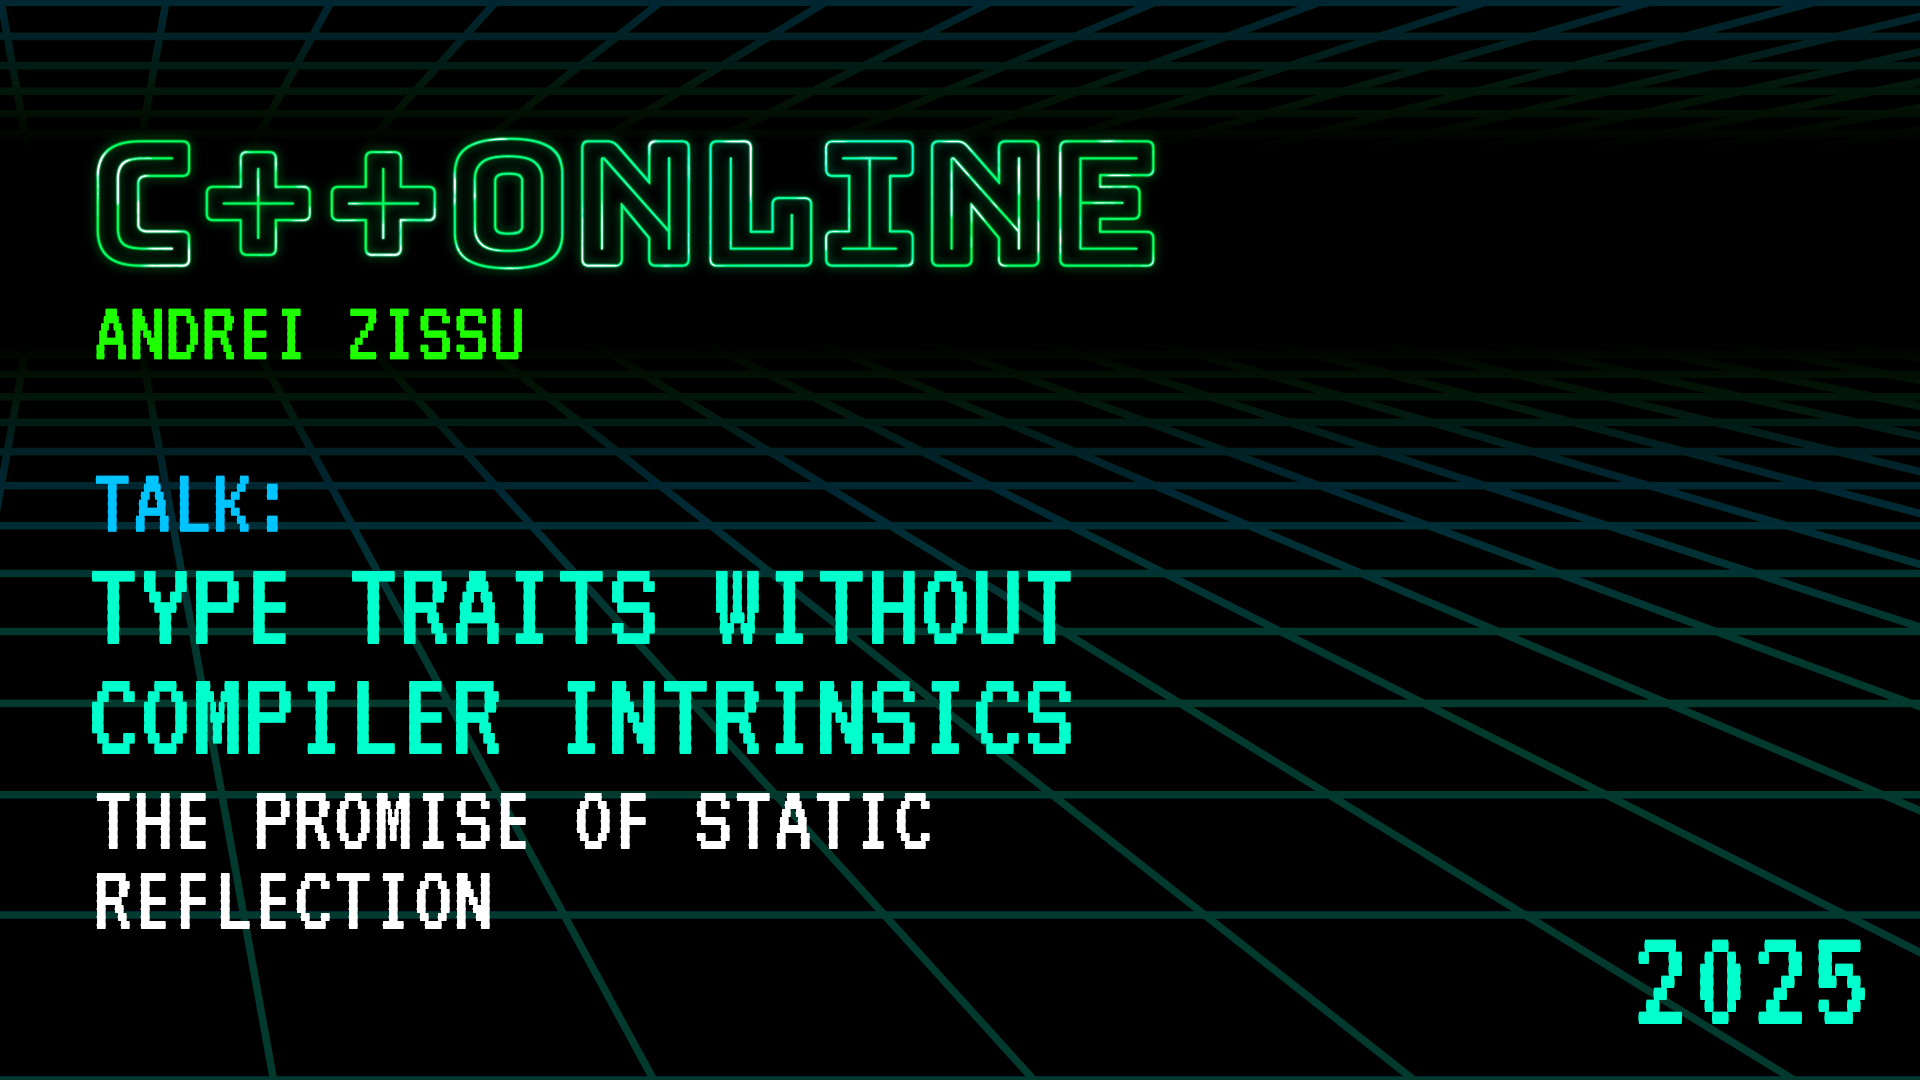 C++ONLINE
ANDREI ZISSU
TALK:
TYPE TRAITS WITHOUT
COMPILER INTRINSICS
THE PROMISE OF STATIC
REFLECTION
2025